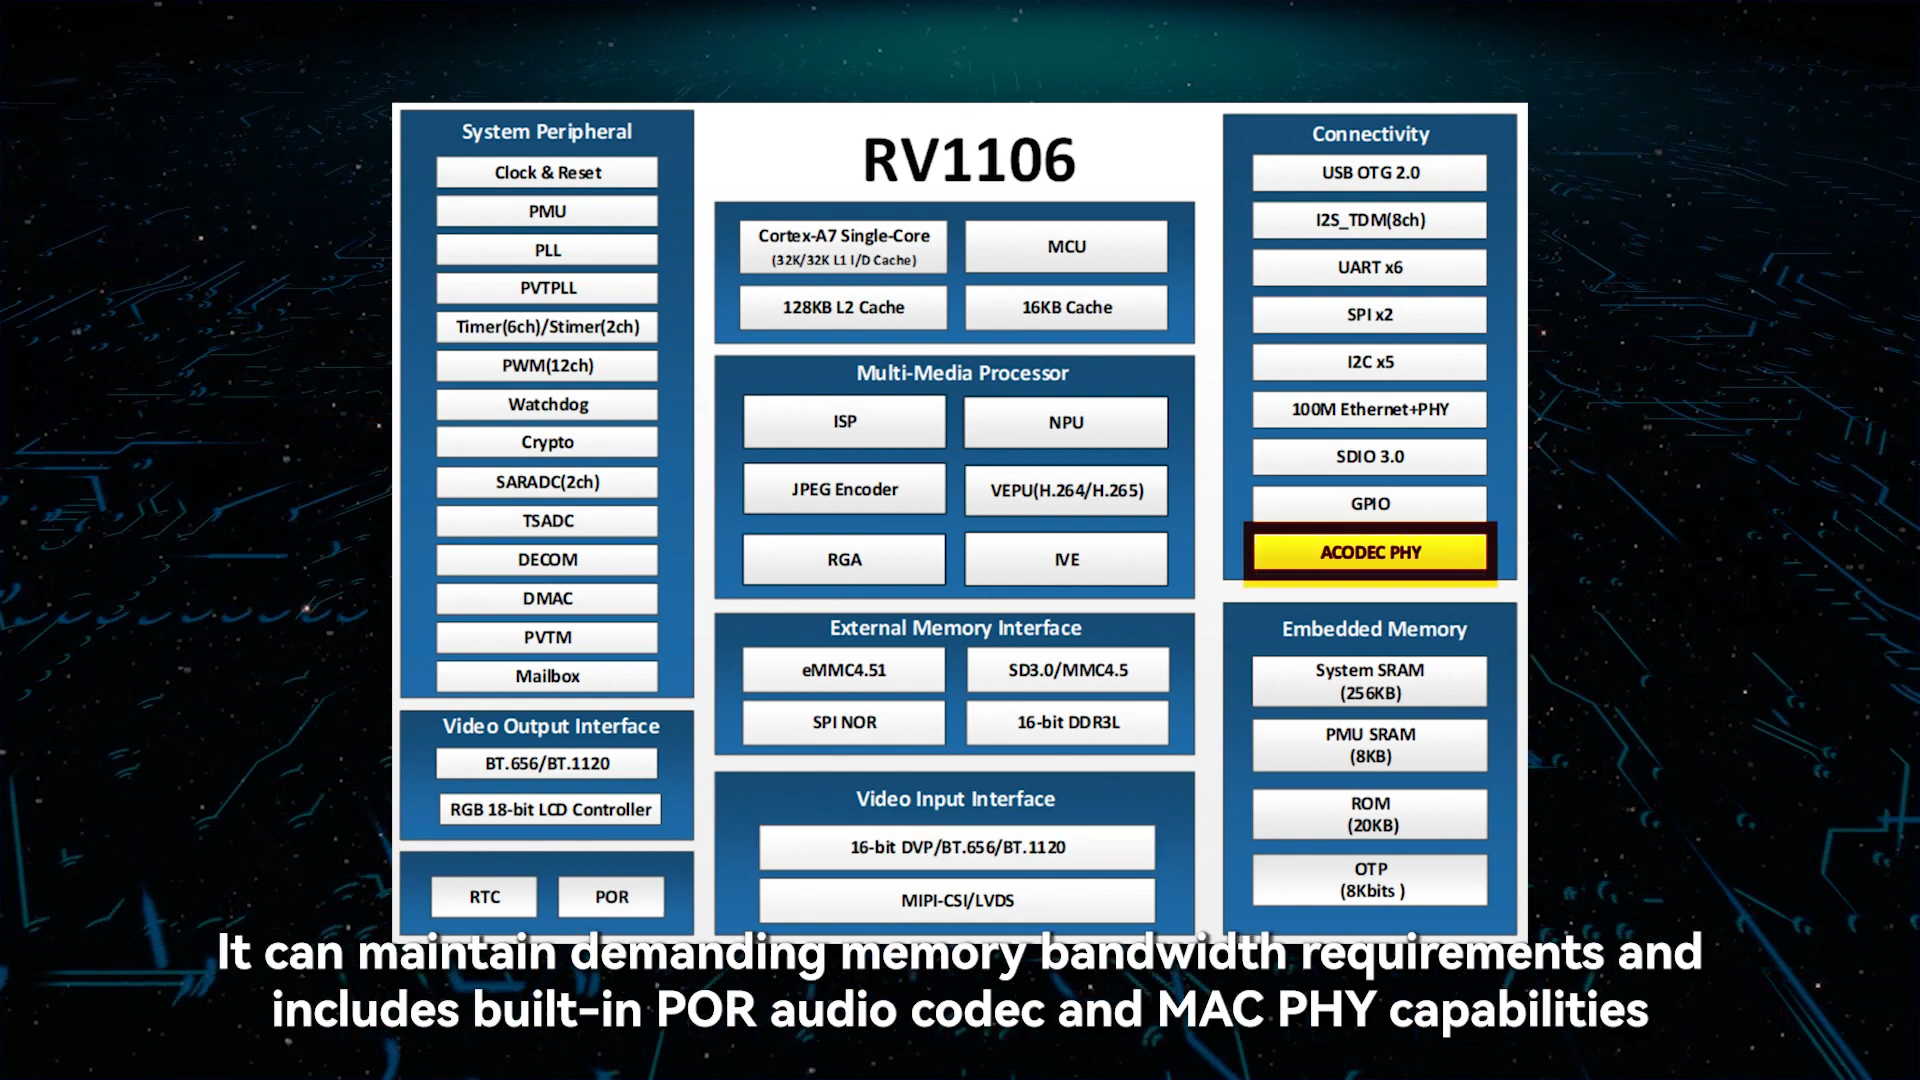 System Peripheral
Clock & Reset
PMU
PLL
PVTPLL
Timer(6ch)/Stimer(2ch)
PWM(12ch)
Watchdog
Crypto
SARADC(2ch)
TSADC
DECOM
DMAC
PVTM
Mailbox
Video Output Interface
BT.656/BT.1120
RGB 18-bit LCD Controller
RTC
POR
RV1106
Cortex-A7 Single-Core
(32K/32K L1 I/D Cache)
MCU
128KB L2 Cache
16KB Cache
Multi-Media Processor
ISP
NPU
JPEG Encoder
VEPU(H.264/H.265)
RGA
IVE
External Memory Interface
eMMC4.51
SD3.0/MMC4.5
SPI NOR
16-bit DDR3L
Video Input Interface
16-bit DVP/BT.656/BT.1120
MIPI-CSI/LVDS
Connectivity
USB OTG 2.0
I2S_TDM(8ch)
UART x6
SPI x2
I2C x5
100M Ethernet+PHY
SDIO 3.0
GPIO
ACODEC PHY
Embedded Memory
System SRAM
(256KB)
PMU SRAM
(8KB)
ROM
(20KB)
OTP
(8Kbits )
It can maintain demanding memory bandwidth requirements and
includes built-in POR audio codec and MAC PHY capabilities